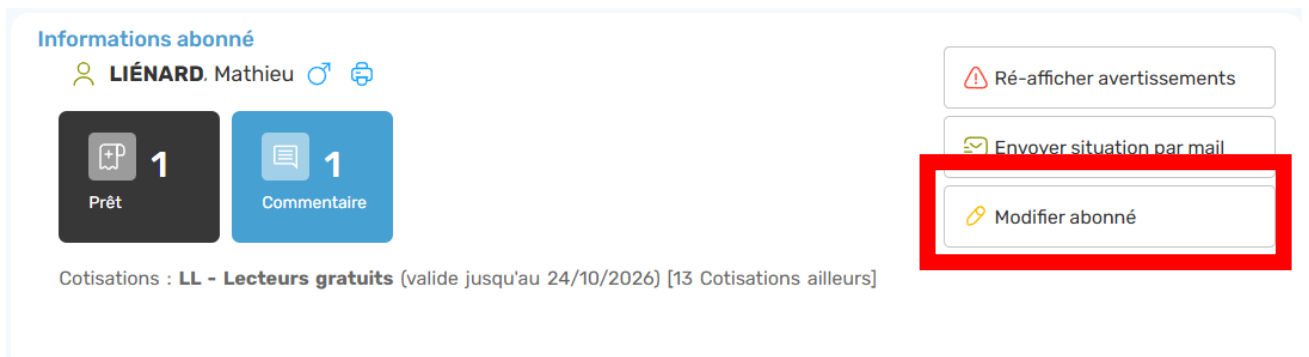 Informations abonné
LIÉNARD. Mathieu
Ré-afficher avertissements
1
Prêt
1
Commentaire
Envoyer situation par mail
Modifier abonné
Cotisations : LL - Lecteurs gratuits (valide jusqu'au 24/10/2026) [13 Cotisations ailleurs]